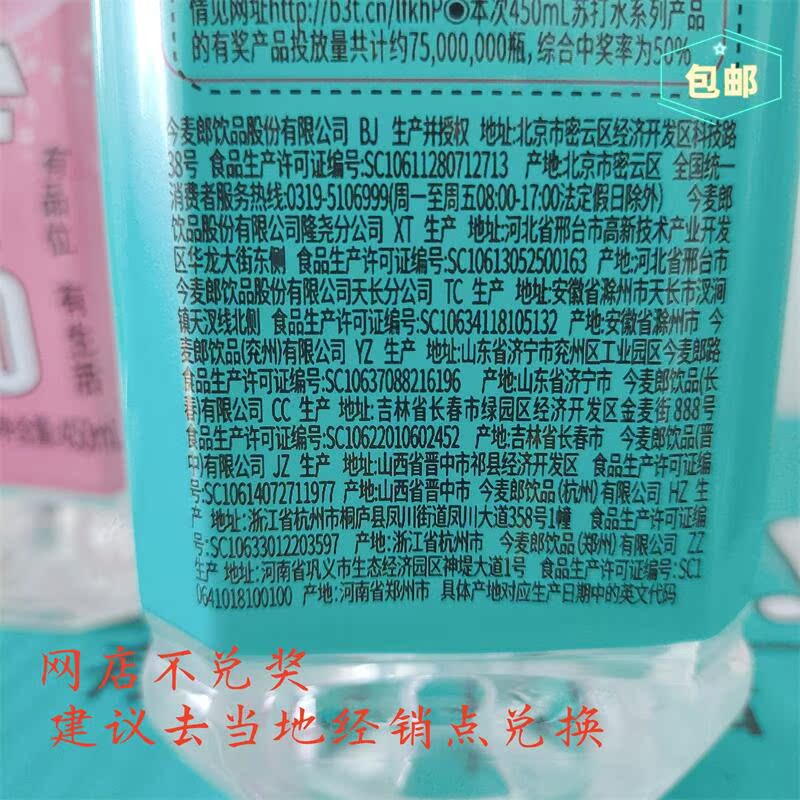 情见网址http://b3t.cn/IfkhP◉本次450mL苏打水系列产品
的有奖产品投放量共计约75,000,000瓶,综合中奖率为50%
包邮
今麦郎饮品股份有限公司 BJ 生产并授权 地址:北京市密云区经济开发区科技路
38号 食品生产许可证编号:SC10611280712713 产地:北京市密云区 全国统一
消费者服务热线:0319-5106999(周一至周五08:00-17:00法定假日除外) 今麦郎
饮品股份有限公司隆尧分公司 XT 生产 地址:河北省邢台市高新技术产业开发
区华龙大街东侧 食品生产许可证编号:SC10613052500163 产地:河北省邢台市
今麦郎饮品股份有限公司天长分公司 TC 生产 地址:安徽省滁州市天长市汊涧
镇天汊线北侧 食品生产许可证编号:SC10634118105132 产地:安徽省滁州市 今
麦郎饮品(兖州)有限公司 YZ 生产 地址:山东省济宁市兖州区工业园区今麦郎路
食品生产许可证编号:SC10637088216196 产地:山东省济宁市 今麦郎饮品(长
春)有限公司 CC 生产 地址:吉林省长春市绿园区经济开发区金麦街888号
食品生产许可证编号:SC10622010602452 产地:吉林省长春市 今麦郎饮品(晋
中)有限公司 JZ 生产 地址:山西省晋中市祁县经济开发区 食品生产许可证编
号:SC10614072711977 产地:山西省晋中市 今麦郎饮品(杭州)有限公司 HZ 生
产 地址:浙江省杭州市桐庐县凤川街道凤川大道358号1幢 食品生产许可证编
号:SC10633012203597 产地:浙江省杭州市 今麦郎饮品(郑州)有限公司 ZZ
生产 地址:河南省巩义市生态经济园区神堤大道1号 食品生产许可证编号:SC1
0641018100100 产地:河南省郑州市 具体产地对应生产日期中的英文代码
有品位 有生活
含量:450mL
网店不兑奖
建议去当地经销点兑换